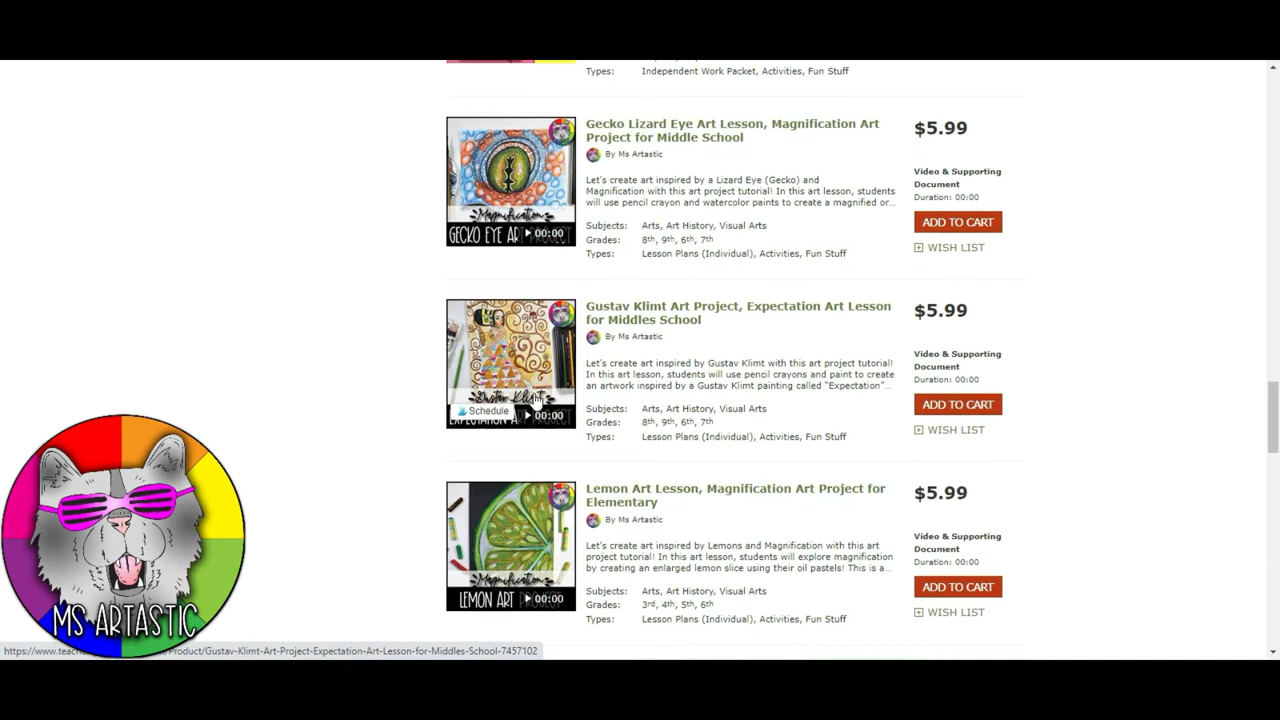 Types: Independent Work Packet, Activities, Fun Stuff
Gecko Lizard Eye Art Lesson, Magnification Art
Project for Middle School
By Ms Artastic
Let's create art inspired by a Lizard Eye (Gecko) and
Magnification with this art project tutorial! In this art lesson, students
will use pencil crayon and watercolor paints to create a magnified or...
Subjects: Arts, Art History, Visual Arts
Grades: 8th, 9th, 6th, 7th
Types: Lesson Plans (Individual), Activities, Fun Stuff
$5.99
Video & Supporting
Document
Duration: 00:00
ADD TO CART
WISH LIST
Magnification
GECKO EYE ART PROJECT
00:00
Gustav Klimt Art Project, Expectation Art Lesson
for Middles School
By Ms Artastic
Let's create art inspired by Gustav Klimt with this art project tutorial!
In this art lesson, students will use pencil crayons and paint to create
an artwork inspired by a Gustav Klimt painting called "Expectation"...
Subjects: Arts, Art History, Visual Arts
Grades: 8th, 9th, 6th, 7th
Types: Lesson Plans (Individual), Activities, Fun Stuff
$5.99
Video & Supporting
Document
Duration: 00:00
ADD TO CART
WISH LIST
Gustav Klimt
Schedule
00:00
Lemon Art Lesson, Magnification Art Project for
Elementary
By Ms Artastic
Let's create art inspired by Lemons and Magnification with this art
project tutorial! In this art lesson, students will explore magnification
by creating an enlarged lemon slice using their oil pastels! This is a...
Subjects: Arts, Art History, Visual Arts
Grades: 3rd, 4th, 5th, 6th
Types: Lesson Plans (Individual), Activities, Fun Stuff
$5.99
Video & Supporting
Document
Duration: 00:00
ADD TO CART
WISH LIST
Magnification
LEMON ART PROJECT
00:00
MS ARTASTIC